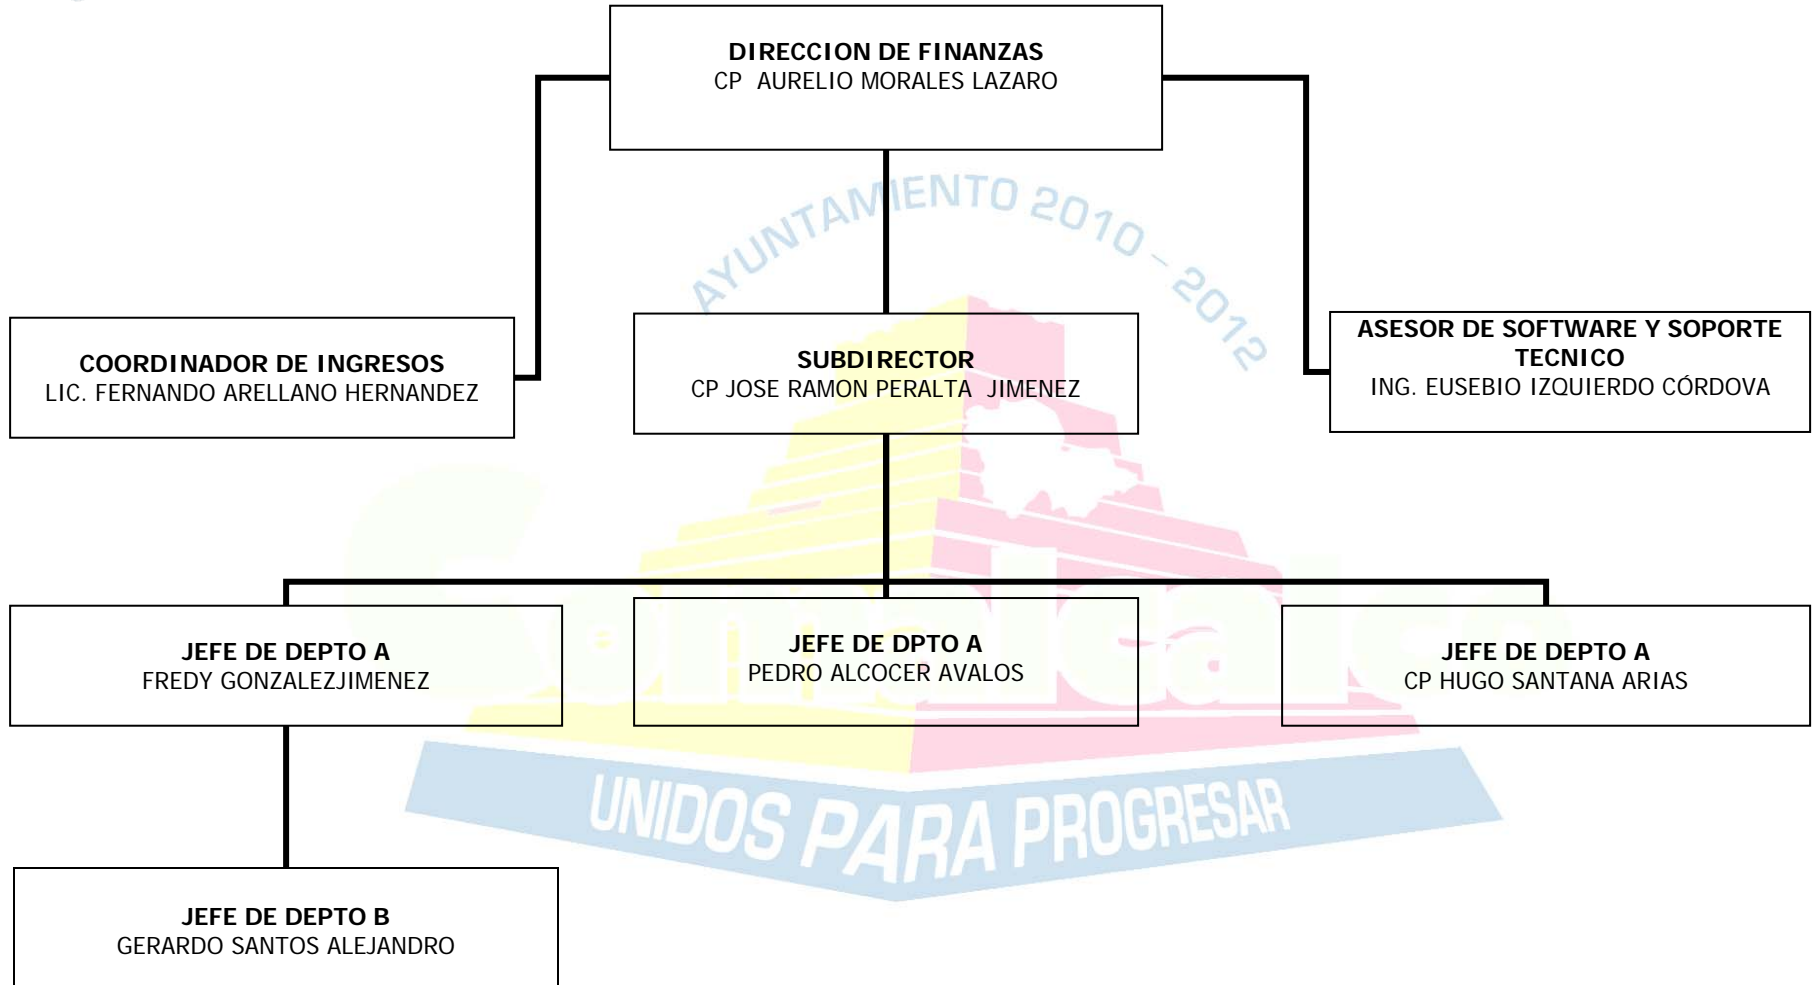 DIRECCION DE FINANZAS
CP AURELIO MORALES LAZARO
AYUNTAMIENTO 2010 - 2012
COORDINADOR DE INGRESOS
LIC. FERNANDO ARELLANO HERNANDEZ
SUBDIRECTOR
CP JOSE RAMON PERALTA JIMENEZ
ASESOR DE SOFTWARE Y SOPORTE
TECNICO
ING. EUSEBIO IZQUIERDO CÓRDOVA
Comalcalco
JEFE DE DEPTO A
FREDY GONZALEZJIMENEZ
JEFE DE DPTO A
PEDRO ALCOCER AVALOS
JEFE DE DEPTO A
CP HUGO SANTANA ARIAS
UNIDOS PARA PROGRESAR
JEFE DE DEPTO B
GERARDO SANTOS ALEJANDRO